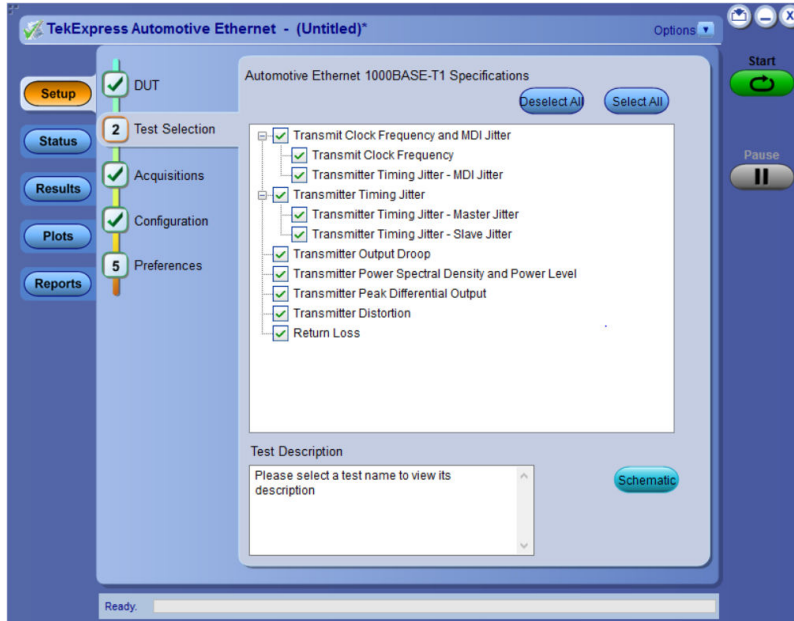 TekExpress Automotive Ethernet - (Untitled)*
Options
Start
Pause
Setup
Status
Results
Plots
Reports
DUT
2 Test Selection
Acquisitions
Configuration
5 Preferences
Automotive Ethernet 1000BASE-T1 Specifications
Deselect All
Select All
Transmit Clock Frequency and MDI Jitter
Transmit Clock Frequency
Transmitter Timing Jitter - MDI Jitter
Transmitter Timing Jitter
Transmitter Timing Jitter - Master Jitter
Transmitter Timing Jitter - Slave Jitter
Transmitter Output Droop
Transmitter Power Spectral Density and Power Level
Transmitter Peak Differential Output
Transmitter Distortion
Return Loss
Test Description
Please select a test name to view its
description
Schematic
Ready.